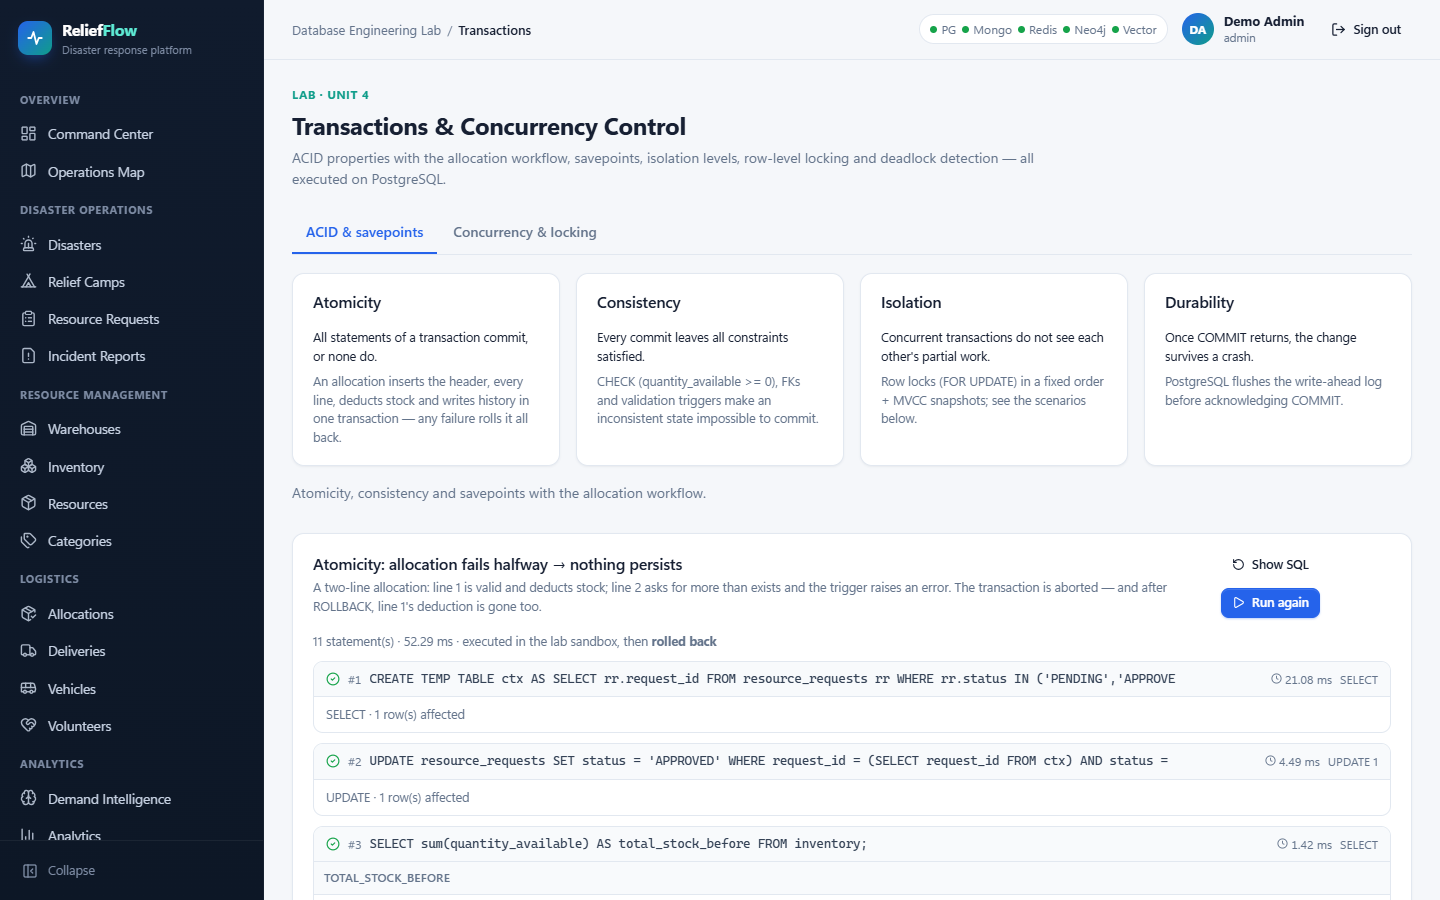 ReliefFlow
Disaster response platform
OVERVIEW
Command Center
Operations Map
DISASTER OPERATIONS
Disasters
Relief Camps
Resource Requests
Incident Reports
RESOURCE MANAGEMENT
Warehouses
Inventory
Resources
Categories
LOGISTICS
Allocations
Deliveries
Vehicles
Volunteers
ANALYTICS
Demand Intelligence
Analytics
Collapse
Database Engineering Lab / Transactions
PG Mongo Redis Neo4j Vector
DA
Demo Admin
admin
Sign out
LAB · UNIT 4
Transactions & Concurrency Control
ACID properties with the allocation workflow, savepoints, isolation levels, row-level locking and deadlock detection — all
executed on PostgreSQL.
ACID & savepoints
Concurrency & locking
Atomicity
All statements of a transaction commit,
or none do.
An allocation inserts the header, every
line, deducts stock and writes history in
one transaction — any failure rolls it all
back.
Consistency
Every commit leaves all constraints
satisfied.
CHECK (quantity_available >= 0), FKs
and validation triggers make an
inconsistent state impossible to commit.
Isolation
Concurrent transactions do not see each
other's partial work.
Row locks (FOR UPDATE) in a fixed order
+ MVCC snapshots; see the scenarios
below.
Durability
Once COMMIT returns, the change
survives a crash.
PostgreSQL flushes the write-ahead log
before acknowledging COMMIT.
Atomicity, consistency and savepoints with the allocation workflow.
Atomicity: allocation fails halfway → nothing persists
A two-line allocation: line 1 is valid and deducts stock; line 2 asks for more than exists and the trigger raises an error. The transaction is aborted — and after
ROLLBACK, line 1's deduction is gone too.
Show SQL
Run again
11 statement(s) · 52.29 ms · executed in the lab sandbox, then rolled back
#1 CREATE TEMP TABLE ctx AS SELECT rr.request_id FROM resource_requests rr WHERE rr.status IN ('PENDING','APPROVE 21.08 ms SELECT
SELECT · 1 row(s) affected
#2 UPDATE resource_requests SET status = 'APPROVED' WHERE request_id = (SELECT request_id FROM ctx) AND status = 4.49 ms UPDATE 1
UPDATE · 1 row(s) affected
#3 SELECT sum(quantity_available) AS total_stock_before FROM inventory; 1.42 ms SELECT
TOTAL_STOCK_BEFORE